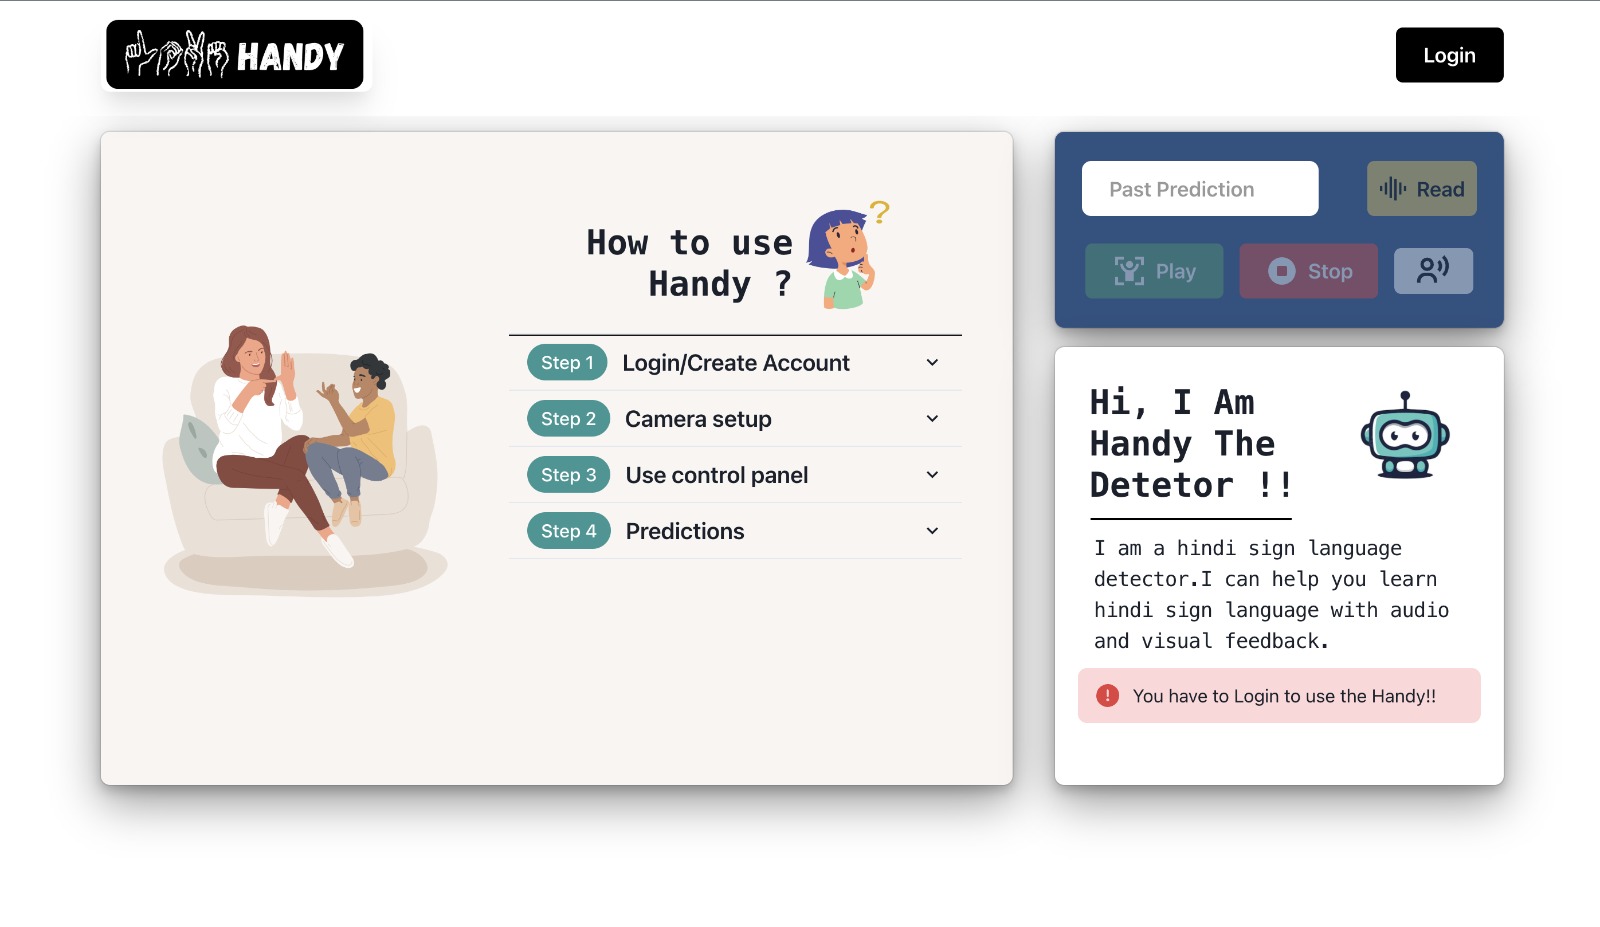 HANDY
Login
How to use
Handy ?
?
Step 1 Login/Create Account
Step 2 Camera setup
Step 3 Use control panel
Step 4 Predictions
Past Prediction
Read
Play
Stop
Hi, I Am
Handy The
Detetor !!
I am a hindi sign language
detector.I can help you learn
hindi sign language with audio
and visual feedback.
! You have to Login to use the Handy!!